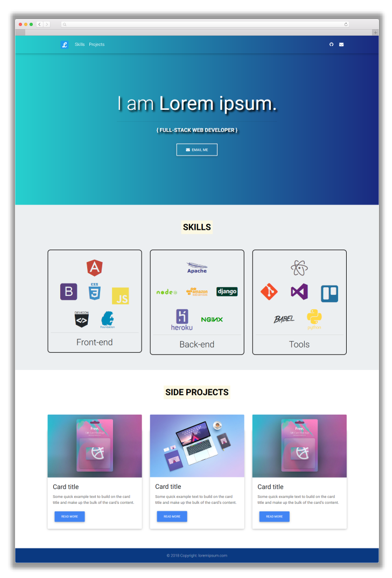 Skills Projects
I am Lorem ipsum.
{ FULL-STACK WEB DEVELOPER }
EMAIL ME
SKILLS
Apache
B CSS JS
node django
heroku NGINX
BABEL python
Front-end Back-end Tools
SIDE PROJECTS
Card title
Some quick example text to build on the card
title and make up the bulk of the card's content.
READ MORE
Card title
Some quick example text to build on the card
title and make up the bulk of the card's content.
READ MORE
Card title
Some quick example text to build on the card
title and make up the bulk of the card's content.
READ MORE